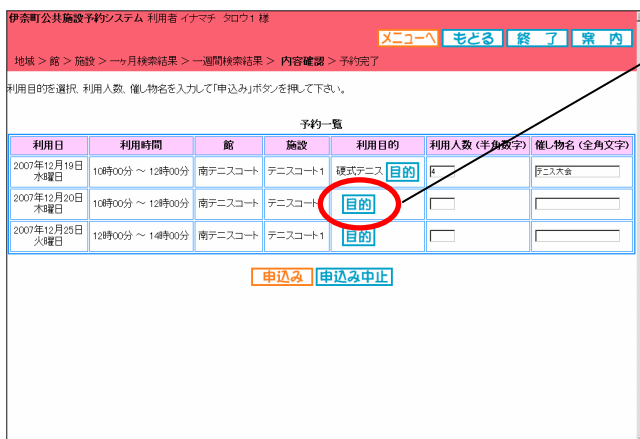 伊奈町公共施設予約システム 利用者 イナマチ タロウ1 様
メニューへ もどる 終 了 案 内
地域 > 館 > 施設 > 一ヶ月検索結果 > 一週間検索結果 > 内容確認 > 予約完了
利用目的を選択、利用人数、催し物名を入力して「申込み」ボタンを押して下さい。
予約一覧
利用日 利用時間 館 施設 利用目的 利用人数 (半角数字) 催し物名 (全角文字)
2007年12月19日 水曜日 10時00分 ～ 12時00分 南テニスコート テニスコート1 硬式テニス 目的 4 テニス大会
2007年12月20日 木曜日 10時00分 ～ 12時00分 南テニスコート テニスコート 目的
2007年12月25日 火曜日 12時00分 ～ 14時00分 南テニスコート テニスコート1 目的
申込み 申込み中止